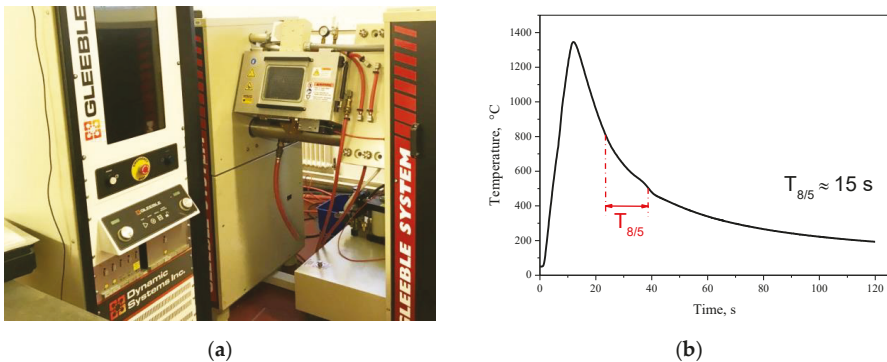 GLEEBLE
GLEEBLE
Dynamic
Systems Inc.
GLEEBLE SYSTEM
(a)
Temperature, °C
1400
1200
1000
800
600
400
200
0
T8/5 ≈ 15 s
T8/5
0 20 40 60 80 100 120
Time, s
(b)